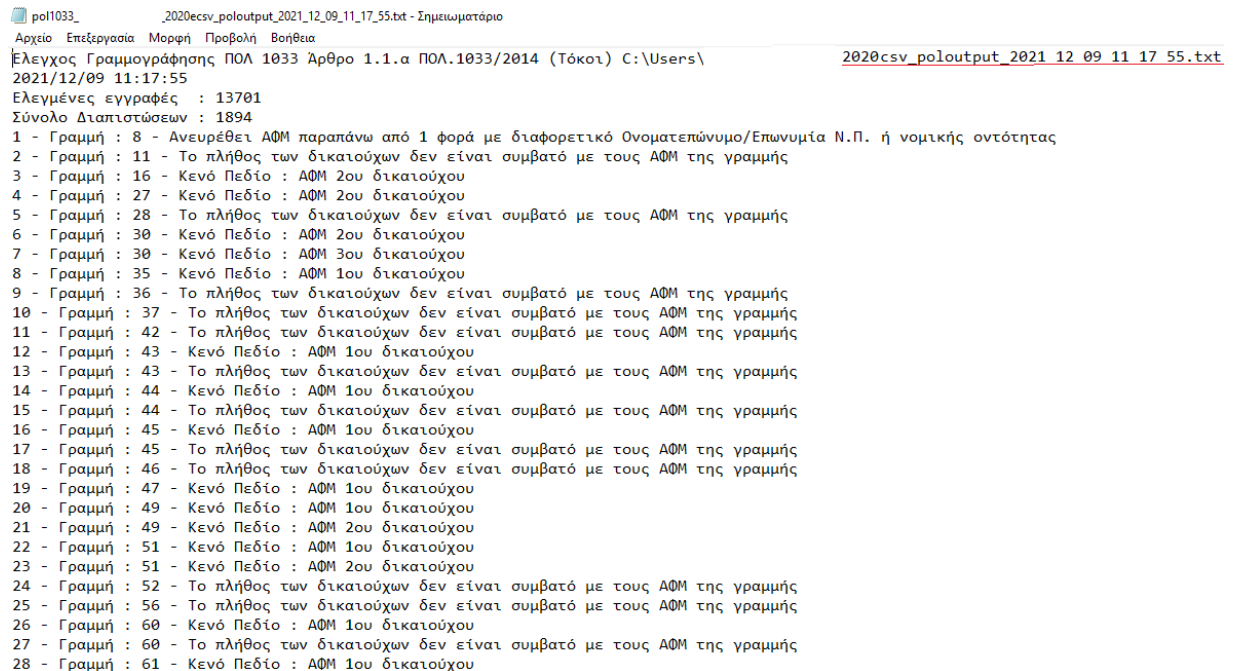 pol1033_ _2020ecsv_poloutput_2021_12_09_11_17_55.txt - Σημειωματάριο
Αρχείο Επεξεργασία Μορφή Προβολή Βοήθεια
Έλεγχος Γραμμογράφησης ΠΟΛ 1033 Άρθρο 1.1.α ΠΟΛ.1033/2014 (Τόκοι) C:\Users\ 2020csv_poloutput_2021_12_09_11_17_55.txt
2021/12/09 11:17:55
Ελεγμένες εγγραφές : 13701
Σύνολο Διαπιστώσεων : 1894
1 - Γραμμή : 8 - Ανευρέθει ΑΦΜ παραπάνω από 1 φορά με διαφορετικό Ονοματεπώνυμο/Επωνυμία Ν.Π. ή νομικής οντότητας
2 - Γραμμή : 11 - Το πλήθος των δικαιούχων δεν είναι συμβατό με τους ΑΦΜ της γραμμής
3 - Γραμμή : 16 - Κενό Πεδίο : ΑΦΜ 2ου δικαιούχου
4 - Γραμμή : 27 - Κενό Πεδίο : ΑΦΜ 2ου δικαιούχου
5 - Γραμμή : 28 - Το πλήθος των δικαιούχων δεν είναι συμβατό με τους ΑΦΜ της γραμμής
6 - Γραμμή : 30 - Κενό Πεδίο : ΑΦΜ 2ου δικαιούχου
7 - Γραμμή : 30 - Κενό Πεδίο : ΑΦΜ 3ου δικαιούχου
8 - Γραμμή : 35 - Κενό Πεδίο : ΑΦΜ 1ου δικαιούχου
9 - Γραμμή : 36 - Το πλήθος των δικαιούχων δεν είναι συμβατό με τους ΑΦΜ της γραμμής
10 - Γραμμή : 37 - Το πλήθος των δικαιούχων δεν είναι συμβατό με τους ΑΦΜ της γραμμής
11 - Γραμμή : 42 - Το πλήθος των δικαιούχων δεν είναι συμβατό με τους ΑΦΜ της γραμμής
12 - Γραμμή : 43 - Κενό Πεδίο : ΑΦΜ 1ου δικαιούχου
13 - Γραμμή : 43 - Το πλήθος των δικαιούχων δεν είναι συμβατό με τους ΑΦΜ της γραμμής
14 - Γραμμή : 44 - Κενό Πεδίο : ΑΦΜ 1ου δικαιούχου
15 - Γραμμή : 44 - Το πλήθος των δικαιούχων δεν είναι συμβατό με τους ΑΦΜ της γραμμής
16 - Γραμμή : 45 - Κενό Πεδίο : ΑΦΜ 1ου δικαιούχου
17 - Γραμμή : 45 - Το πλήθος των δικαιούχων δεν είναι συμβατό με τους ΑΦΜ της γραμμής
18 - Γραμμή : 46 - Το πλήθος των δικαιούχων δεν είναι συμβατό με τους ΑΦΜ της γραμμής
19 - Γραμμή : 47 - Κενό Πεδίο : ΑΦΜ 1ου δικαιούχου
20 - Γραμμή : 49 - Κενό Πεδίο : ΑΦΜ 1ου δικαιούχου
21 - Γραμμή : 49 - Κενό Πεδίο : ΑΦΜ 2ου δικαιούχου
22 - Γραμμή : 51 - Κενό Πεδίο : ΑΦΜ 1ου δικαιούχου
23 - Γραμμή : 51 - Κενό Πεδίο : ΑΦΜ 2ου δικαιούχου
24 - Γραμμή : 52 - Το πλήθος των δικαιούχων δεν είναι συμβατό με τους ΑΦΜ της γραμμής
25 - Γραμμή : 56 - Το πλήθος των δικαιούχων δεν είναι συμβατό με τους ΑΦΜ της γραμμής
26 - Γραμμή : 60 - Κενό Πεδίο : ΑΦΜ 1ου δικαιούχου
27 - Γραμμή : 60 - Το πλήθος των δικαιούχων δεν είναι συμβατό με τους ΑΦΜ της γραμμής
28 - Γραμμή : 61 - Κενό Πεδίο : ΑΦΜ 1ου δικαιούχου